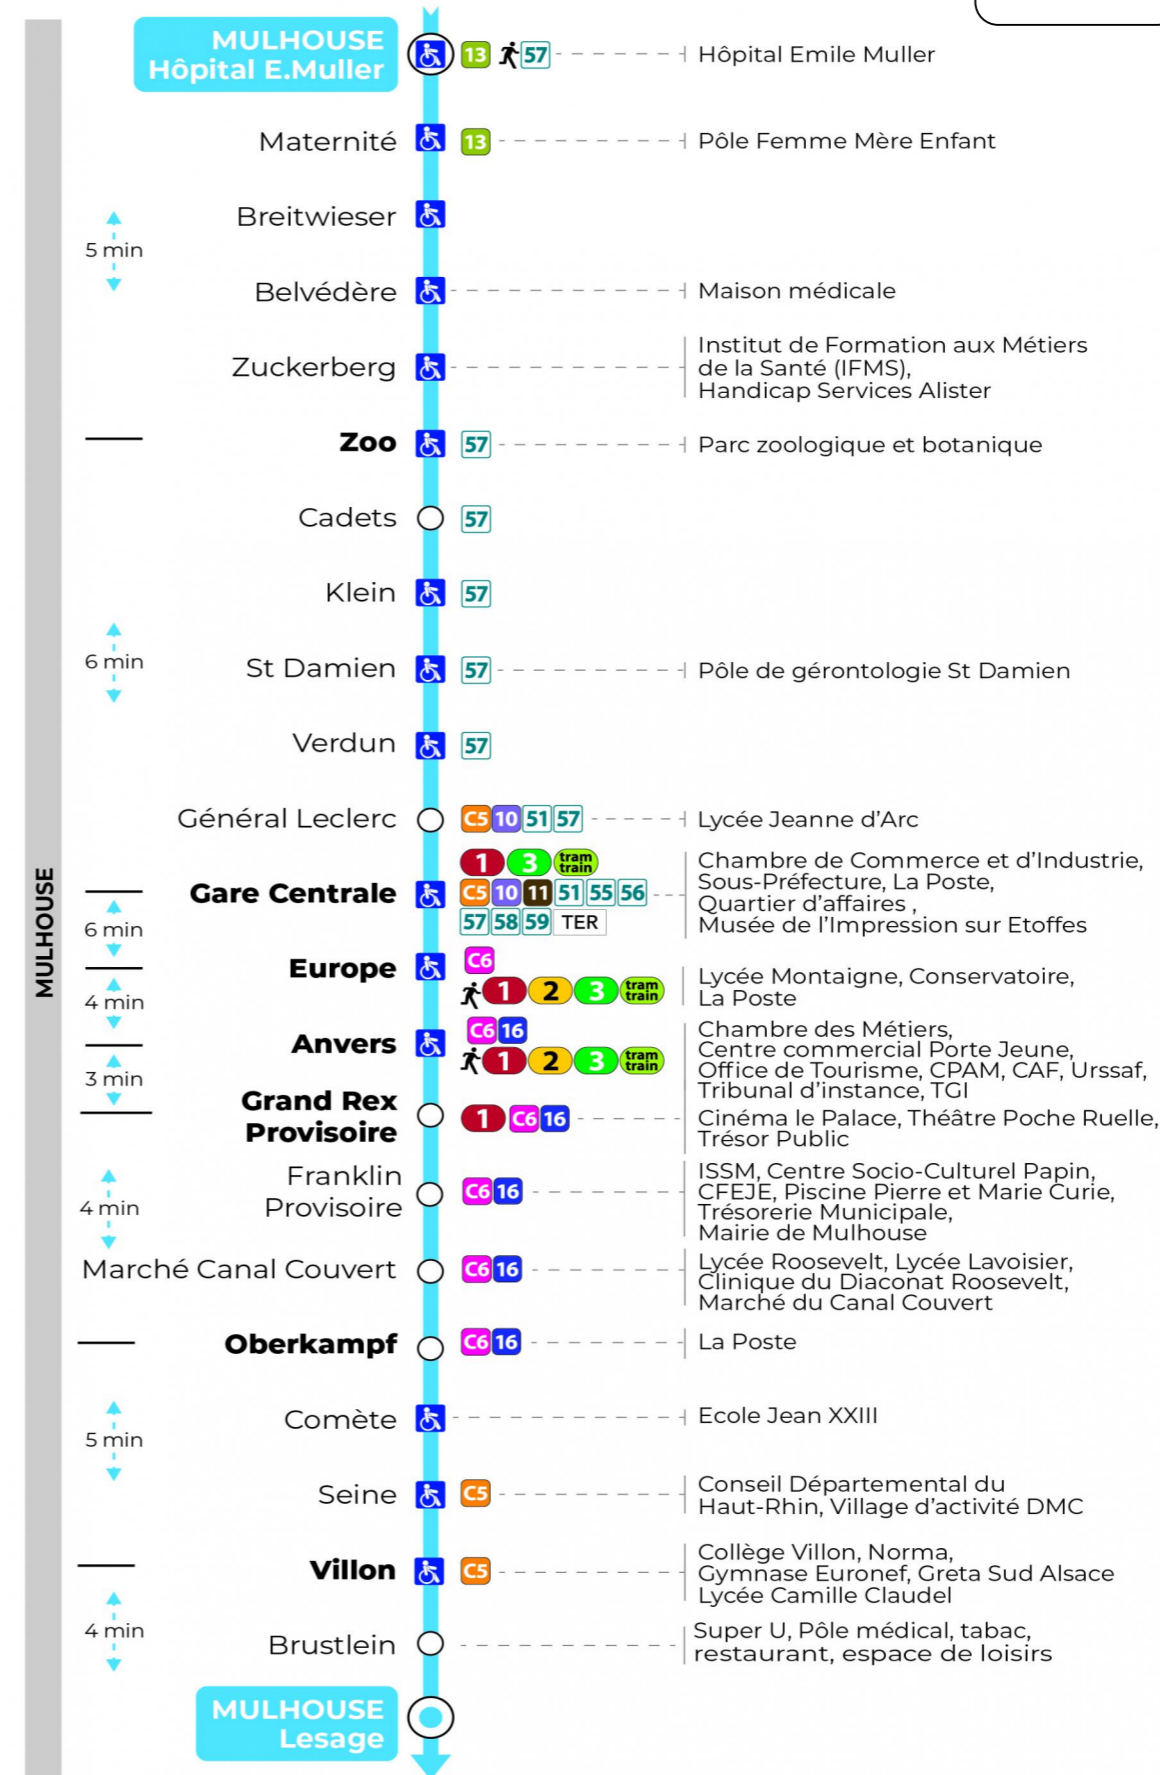 MULHOUSE
MULHOUSE
Hôpital E.Muller
13 57
Hôpital Emile Muller
Maternité
13
Pôle Femme Mère Enfant
Breitwieser
5 min
Belvédère
Maison médicale
Zuckerberg
Institut de Formation aux Métiers
de la Santé (IFMS),
Handicap Services Alister
Zoo
57
Parc zoologique et botanique
Cadets
57
Klein
57
6 min
St Damien
57
Pôle de gérontologie St Damien
Verdun
57
Général Leclerc
C5 10 51 57
Lycée Jeanne d’Arc
Gare Centrale
1 3 tram
train
C5 10 11 51 55 56
57 58 59 TER
Chambre de Commerce et d’Industrie,
Sous-Préfecture, La Poste,
Quartier d’affaires ,
Musée de l’Impression sur Etoffes
6 min
Europe
C6
1 2 3 tram
train
Lycée Montaigne, Conservatoire,
La Poste
4 min
Anvers
C6 16
1 2 3 tram
train
Chambre des Métiers,
Centre commercial Porte Jeune,
Office de Tourisme, CPAM, CAF, Urssaf,
Tribunal d’instance, TGI
3 min
Grand Rex
Provisoire
1 C6 16
Cinéma le Palace, Théâtre Poche Ruelle,
Trésor Public
Franklin
Provisoire
C6 16
ISSM, Centre Socio-Culturel Papin,
CFEJE, Piscine Pierre et Marie Curie,
Trésorerie Municipale,
Mairie de Mulhouse
4 min
Marché Canal Couvert
C6 16
Lycée Roosevelt, Lycée Lavoisier,
Clinique du Diaconat Roosevelt,
Marché du Canal Couvert
Oberkampf
C6 16
La Poste
Comète
Ecole Jean XXIII
5 min
Seine
C5
Conseil Départemental du
Haut-Rhin, Village d’activité DMC
Villon
C5
Collège Villon, Norma,
Gymnase Euronef, Greta Sud Alsace
Lycée Camille Claudel
4 min
Brustlein
Super U, Pôle médical, tabac,
restaurant, espace de loisirs
MULHOUSE
Lesage